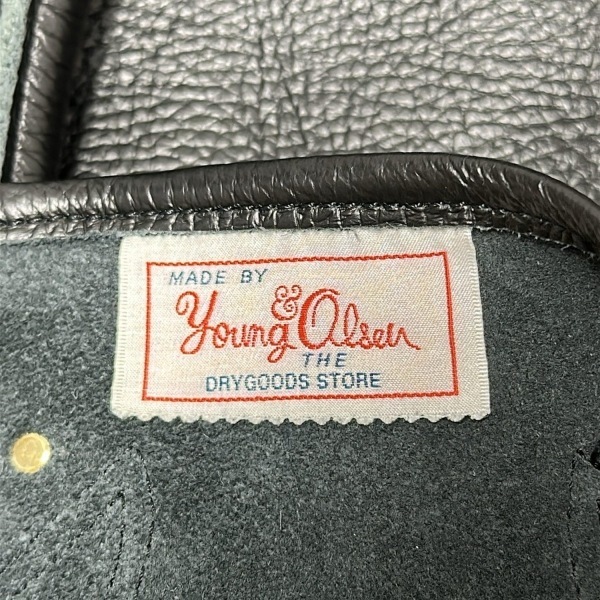 MADE BY
Young & Olsen
THE
DRYGOODS STORE